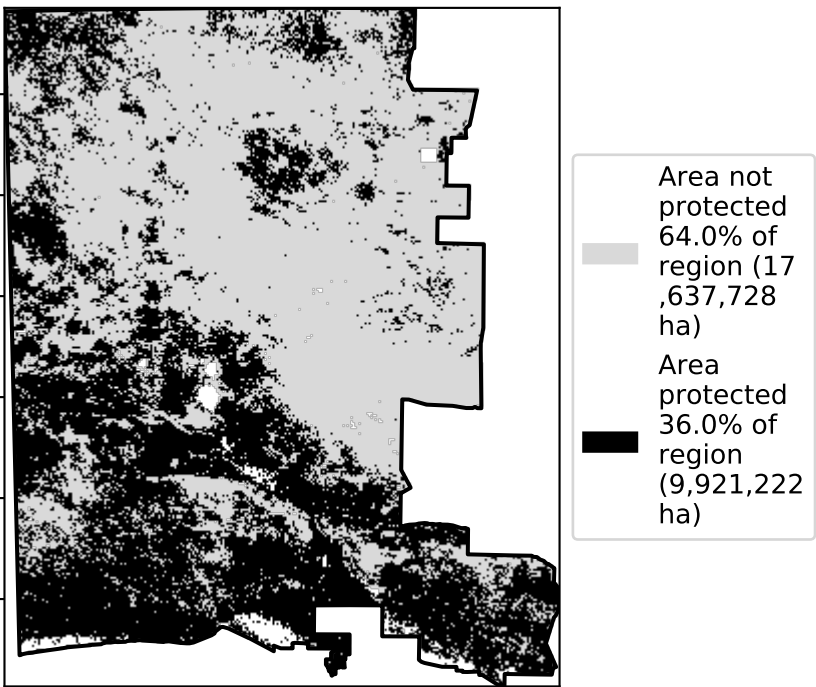 Area not
protected
64.0% of
region (17
,637,728
ha)
Area
protected
36.0% of
region
(9,921,222
ha)